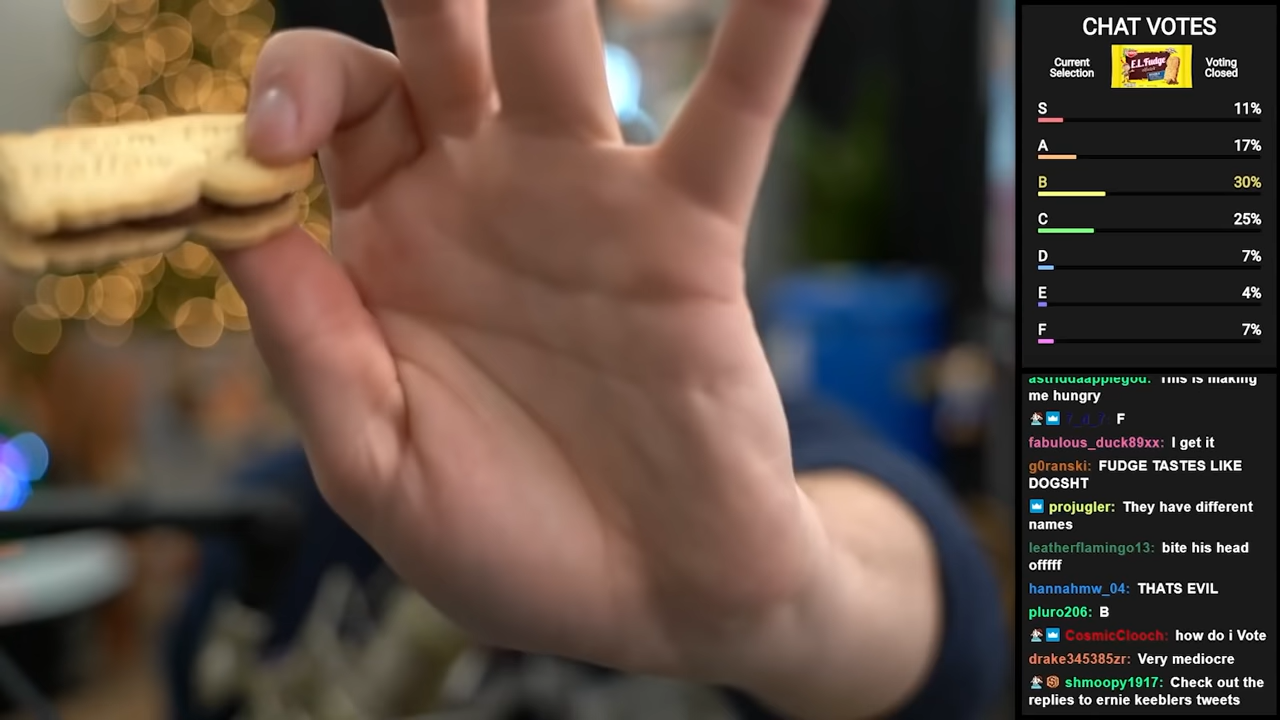 CHAT VOTES
Current
Selection
E.L.Fudge
Voting
Closed
S 11%
A 17%
B 30%
C 25%
D 7%
E 4%
F 7%
astriddaapplegod: This is making
me hungry
F
fabulous_duck89xx: I get it
g0ranski: FUDGE TASTES LIKE
DOGSHT
projugler: They have different
names
leatherflamingo13: bite his head
offfff
hannahmw_04: THATS EVIL
pluro206: B
CosmicClooch: how do i Vote
drake345385zr: Very mediocre
shmoopy1917: Check out the
replies to ernie keeblers tweets